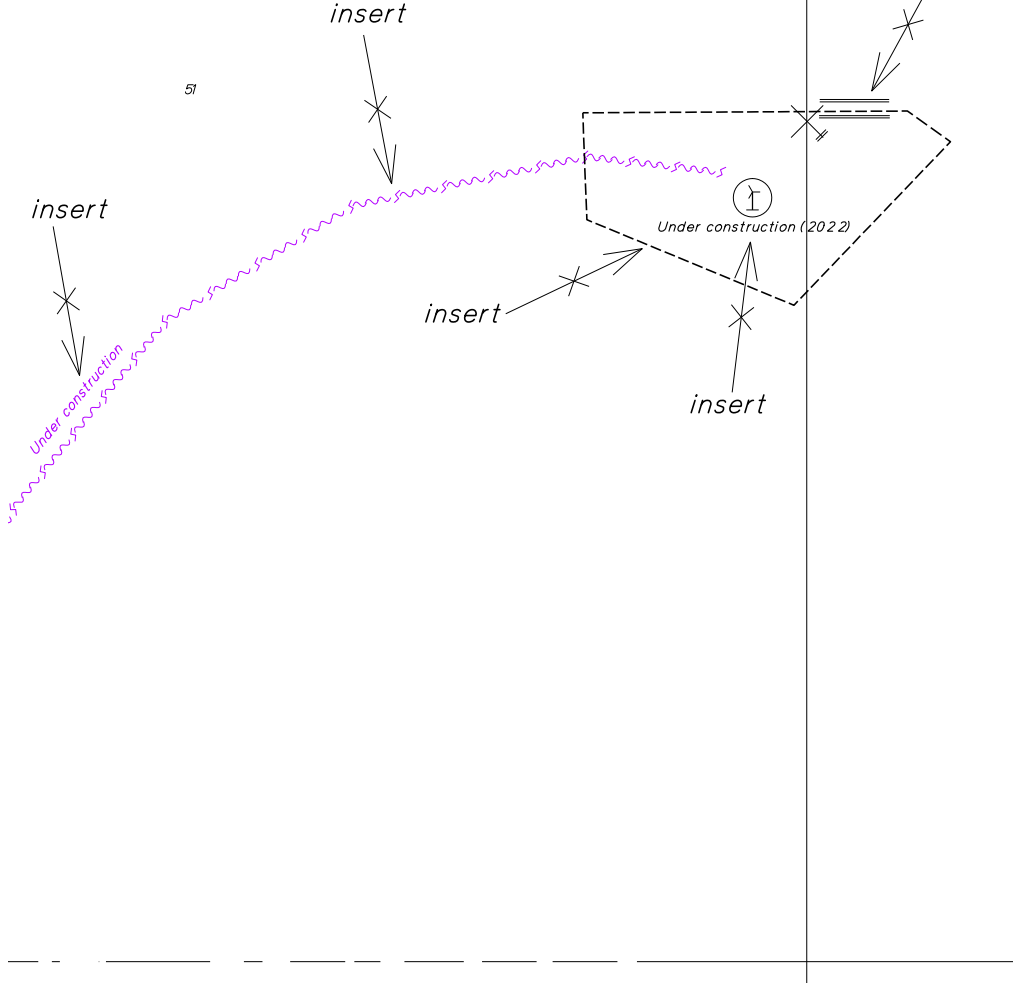 insert
51
insert
Under construction (2022)
insert
Under construction
insert